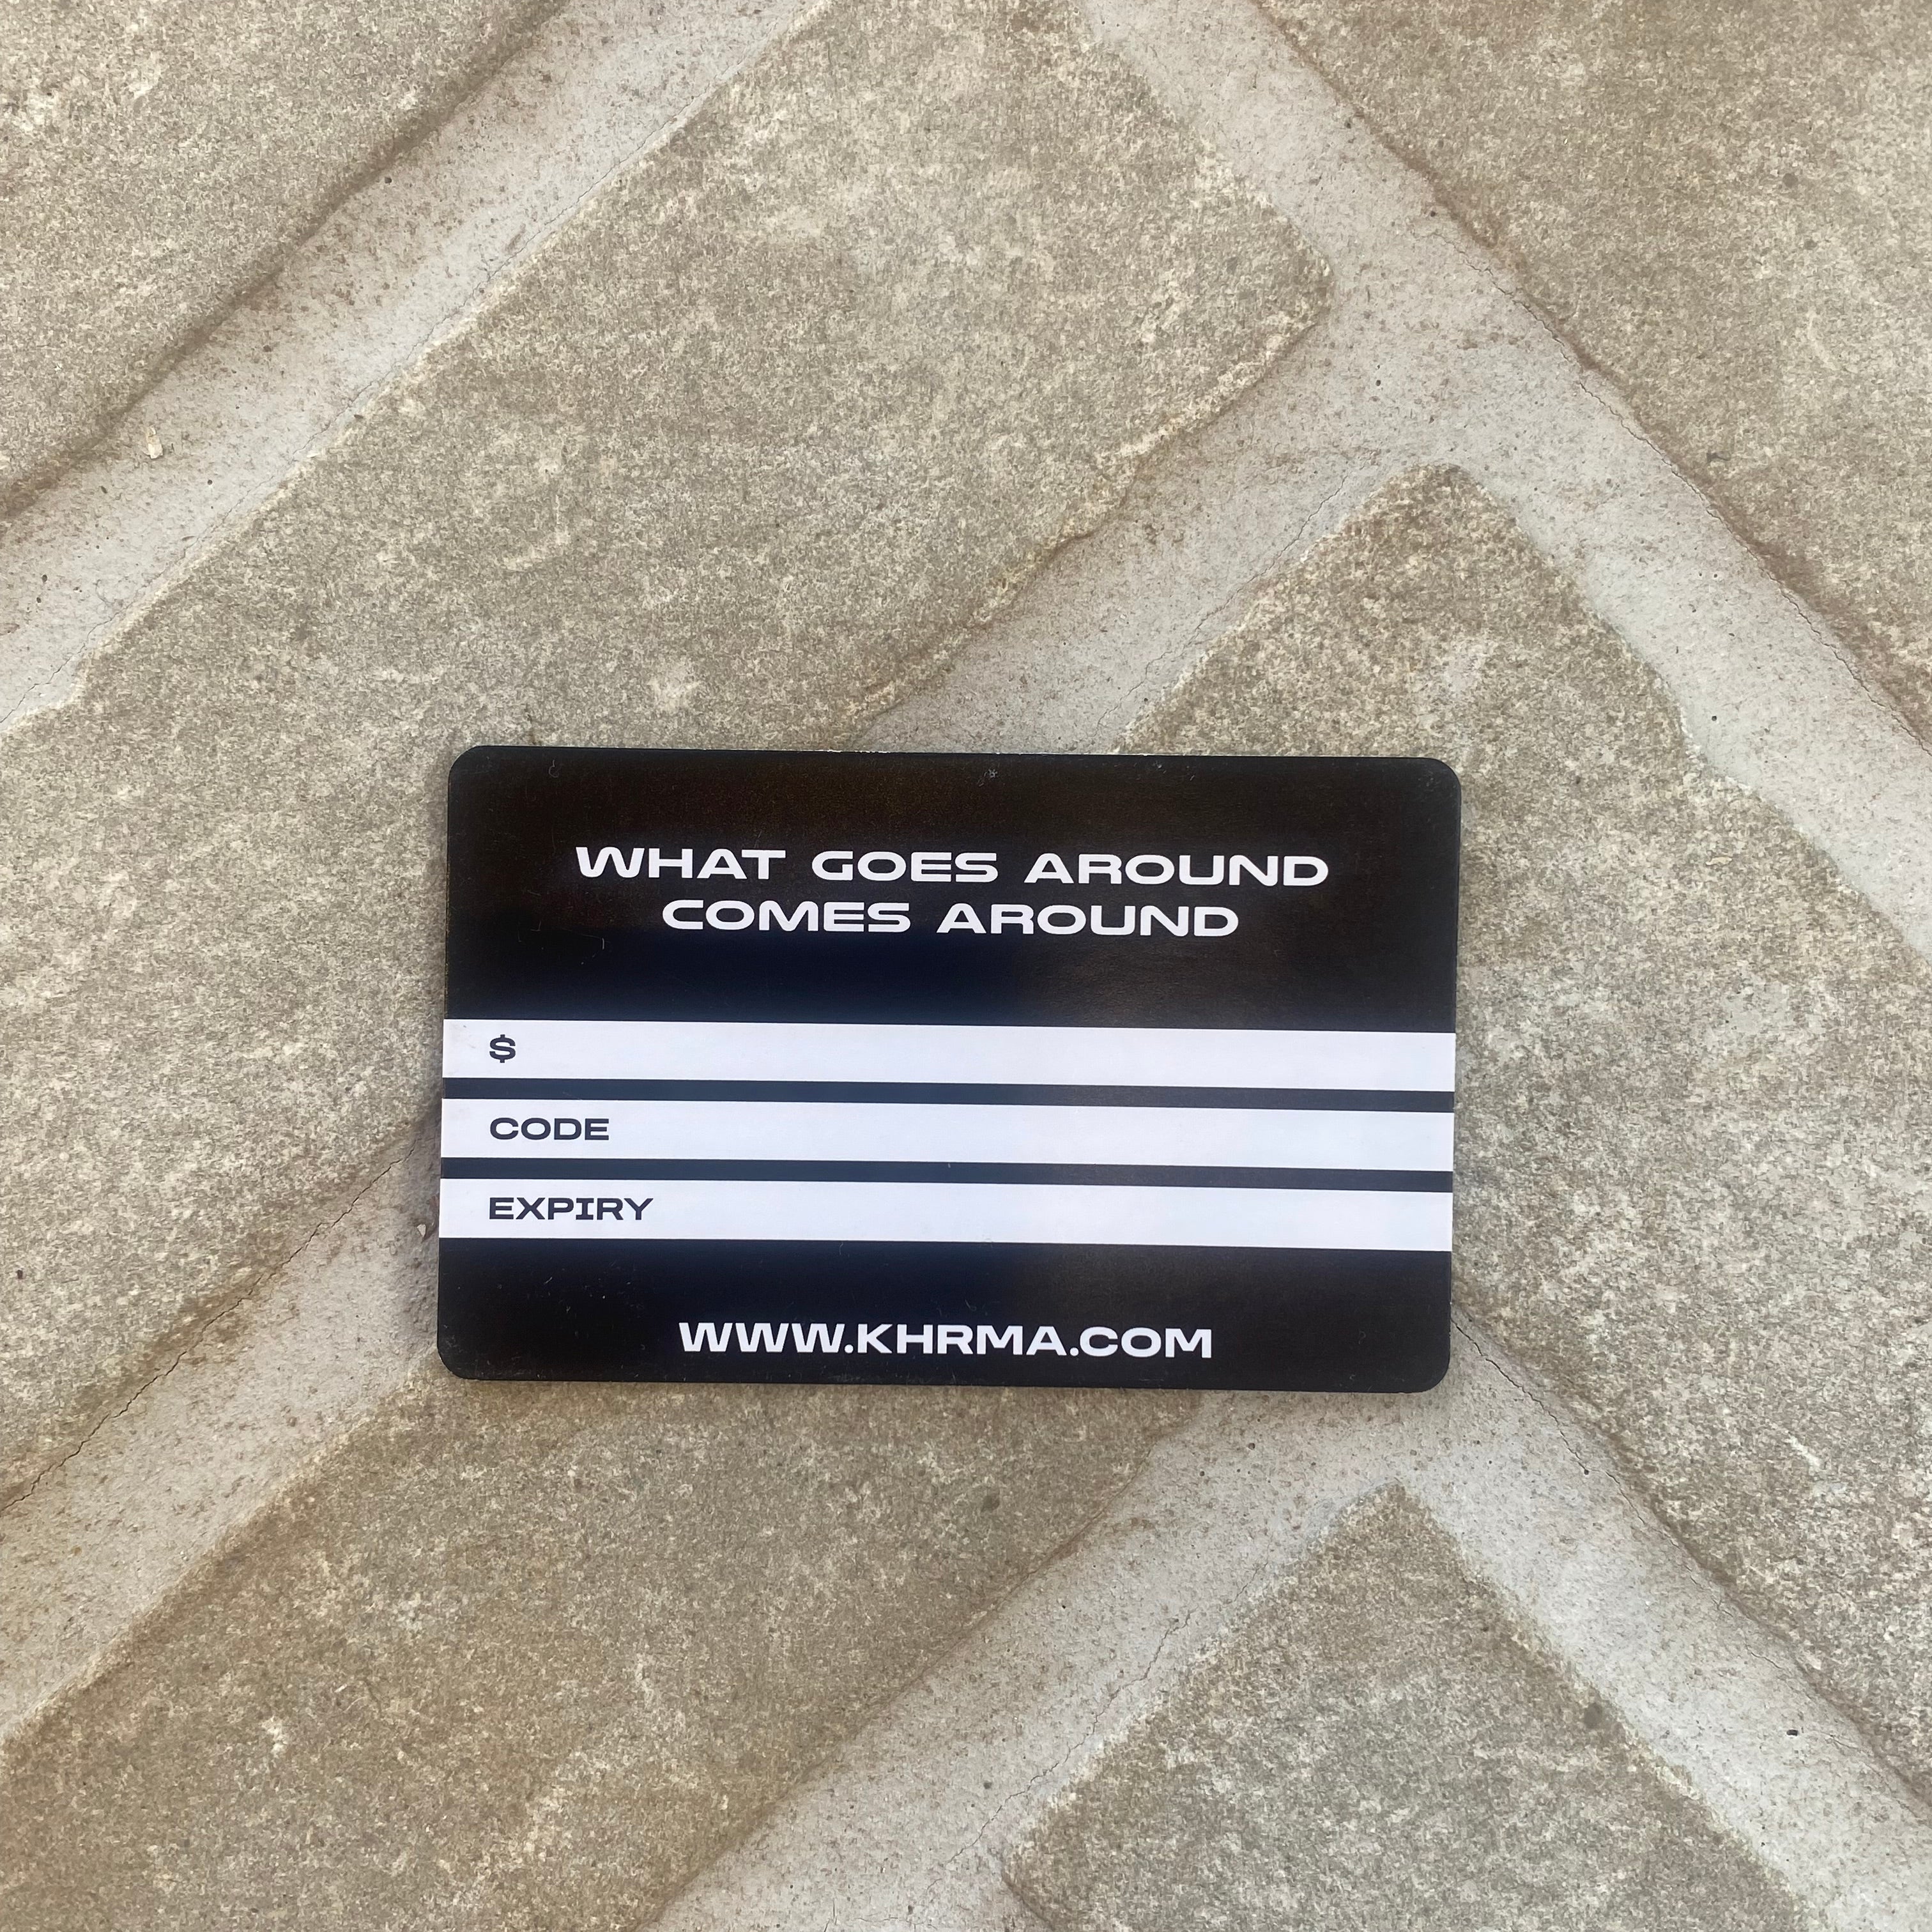 WHAT GOES AROUND
COMES AROUND
$
CODE
EXPIRY
WWW.KHRMA.COM